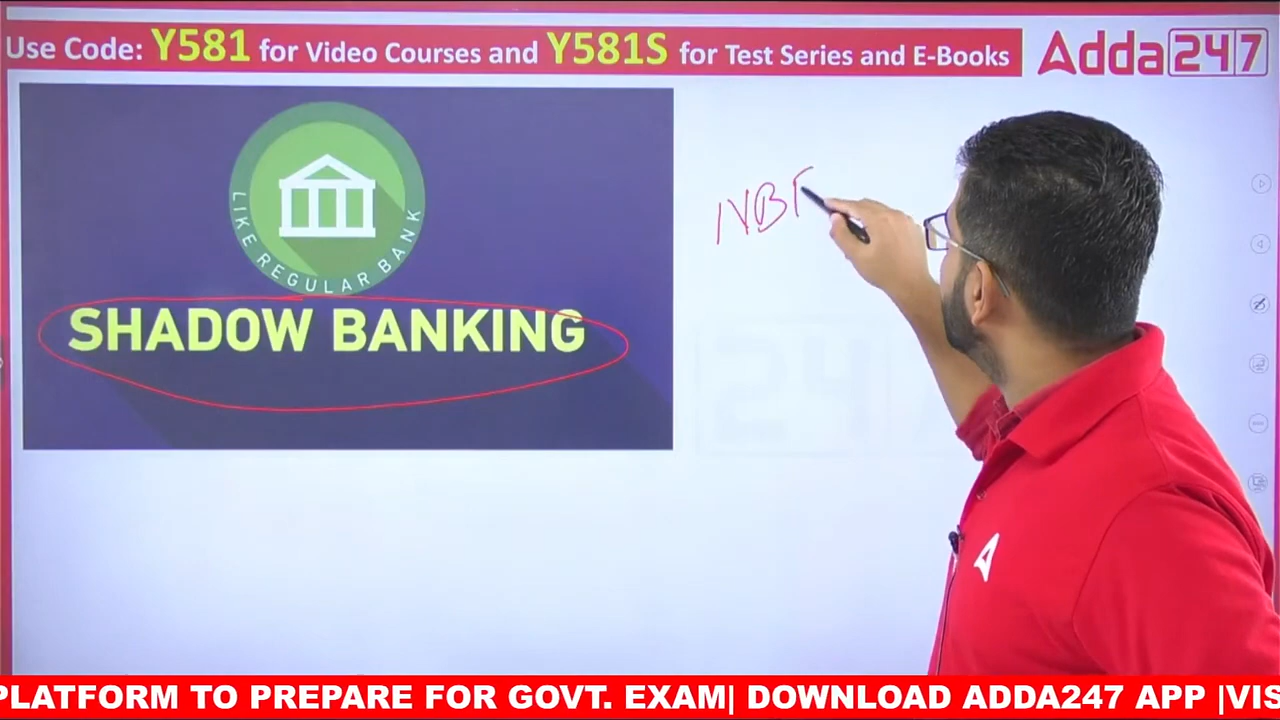 Use Code: Y581 for Video Courses and Y581S for Test Series and E-Books
Adda247
LIKE REGULAR BANK
SHADOW BANKING
NBF
PLATFORM TO PREPARE FOR GOVT. EXAM| DOWNLOAD ADDA247 APP |VIS